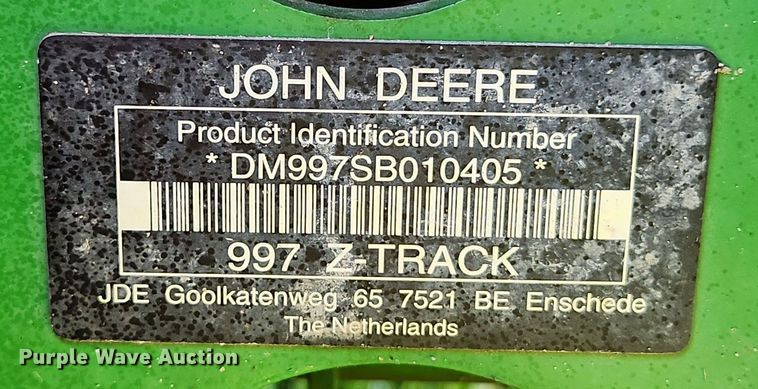 JOHN DEERE
Product Identification Number
* DM997SB010405 *
997 Z-TRACK
JDE Goolkatenweg 65 7521 BE Enschede
The Netherlands
Purple Wave Auction